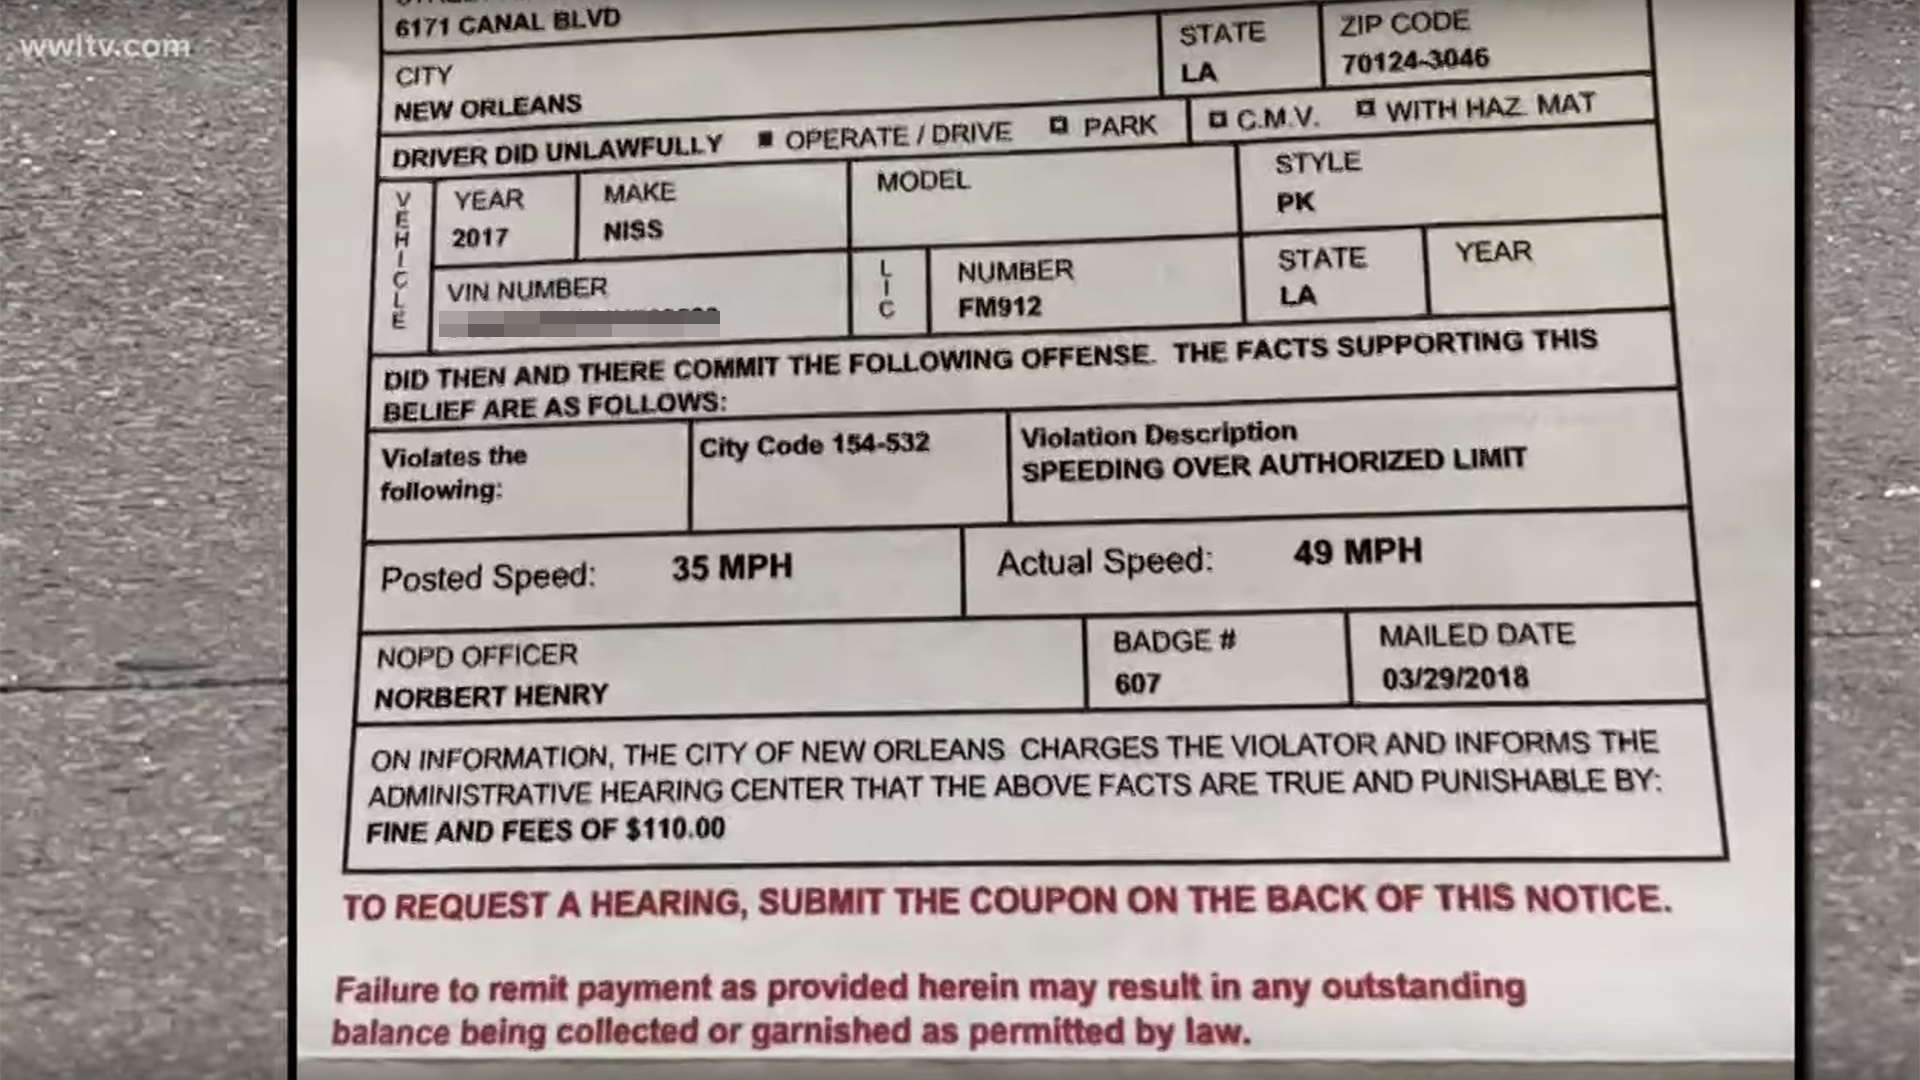 wwltv.com
6171 CANAL BLVD
CITY
NEW ORLEANS
STATE
LA
ZIP CODE
70124-3046
DRIVER DID UNLAWFULLY OPERATE / DRIVE PARK C.M.V. WITH HAZ. MAT
VEHICLE
YEAR
2017
MAKE
NISS
MODEL
STYLE
PK
VIN NUMBER
LIC
NUMBER
FM912
STATE
LA
YEAR
DID THEN AND THERE COMMIT THE FOLLOWING OFFENSE. THE FACTS SUPPORTING THIS
BELIEF ARE AS FOLLOWS:
Violates the
following:
City Code 154-532
Violation Description
SPEEDING OVER AUTHORIZED LIMIT
Posted Speed: 35 MPH
Actual Speed: 49 MPH
NOPD OFFICER
NORBERT HENRY
BADGE #
607
MAILED DATE
03/29/2018
ON INFORMATION, THE CITY OF NEW ORLEANS CHARGES THE VIOLATOR AND INFORMS THE
ADMINISTRATIVE HEARING CENTER THAT THE ABOVE FACTS ARE TRUE AND PUNISHABLE BY:
FINE AND FEES OF $110.00
TO REQUEST A HEARING, SUBMIT THE COUPON ON THE BACK OF THIS NOTICE.
Failure to remit payment as provided herein may result in any outstanding
balance being collected or garnished as permitted by law.